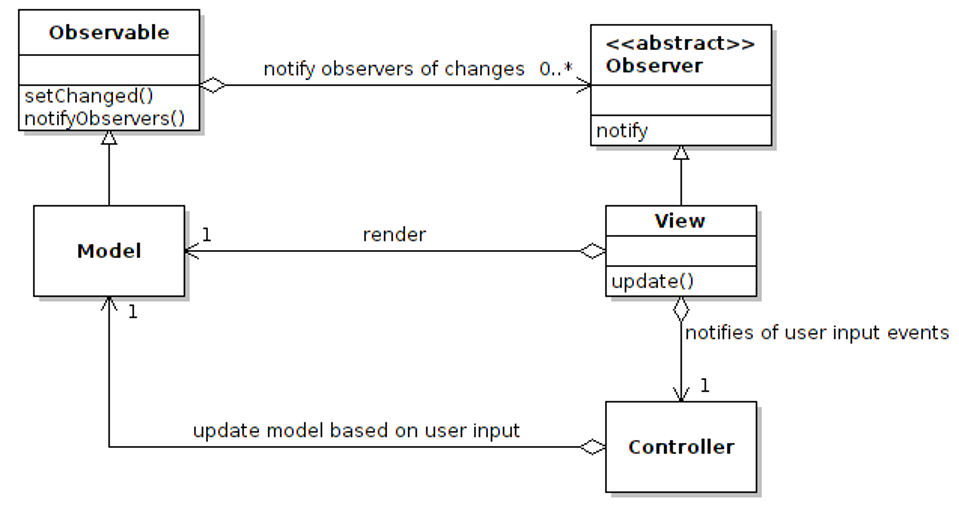 Observable
setChanged()
notifyObservers()
notify observers of changes 0..*
<<abstract>>
Observer
notify
Model
1
render
View
update()
1
notifies of user input events
1
update model based on user input
Controller